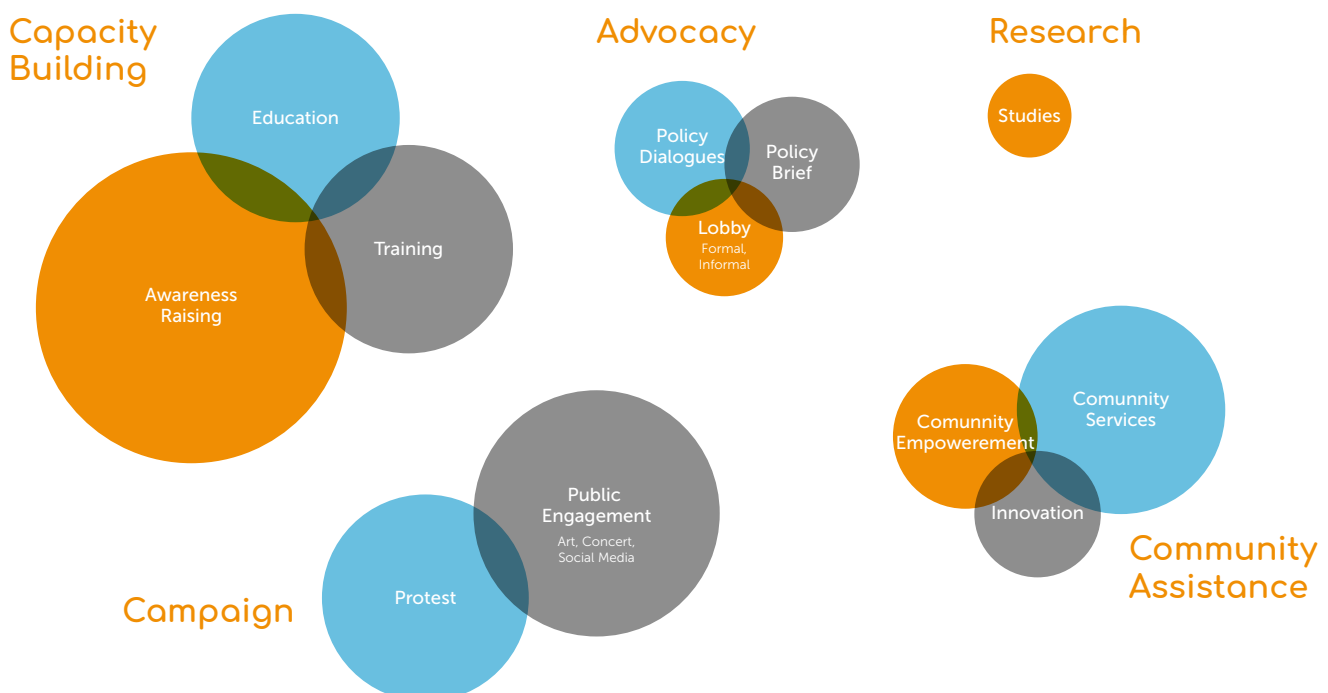 Capacity
Building
Education
Training
Awareness
Raising
Advocacy
Policy
Dialogues
Policy
Brief
Lobby
Formal,
Informal
Research
Studies
Campaign
Protest
Public
Engagement
Art, Concert,
Social Media
Comunnity
Empowerement
Comunnity
Services
Innovation
Community
Assistance